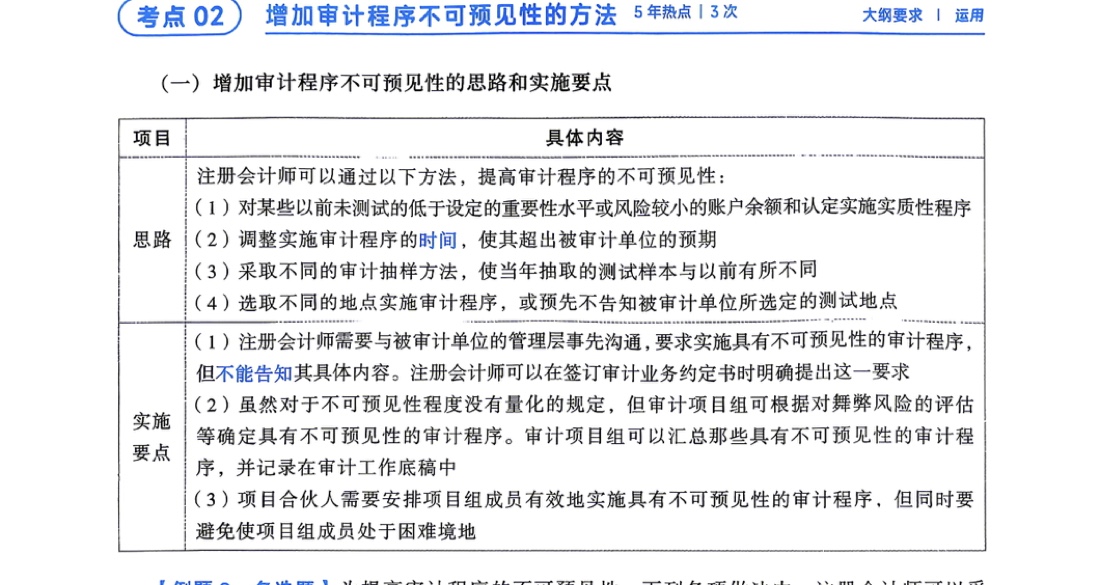 考点 02 增加审计程序不可预见性的方法 5 年热点 | 3 次 大纲要求 | 运用
（一）增加审计程序不可预见性的思路和实施要点
项目 具体内容
注册会计师可以通过以下方法，提高审计程序的不可预见性：
（1）对某些以前未测试的低于设定的重要性水平或风险较小的账户余额和认定实施实质性程序
思路 （2）调整实施审计程序的时间，使其超出被审计单位的预期
（3）采取不同的审计抽样方法，使当年抽取的测试样本与以前有所不同
（4）选取不同的地点实施审计程序，或预先不告知被审计单位所选定的测试地点
（1）注册会计师需要与被审计单位的管理层事先沟通，要求实施具有不可预见性的审计程序，
但不能告知其具体内容。注册会计师可以在签订审计业务约定书时明确提出这一要求
（2）虽然对于不可预见性程度没有量化的规定，但审计项目组可根据对舞弊风险的评估
实施 等确定具有不可预见性的审计程序。审计项目组可以汇总那些具有不可预见性的审计程
要点 序，并记录在审计工作底稿中
（3）项目合伙人需要安排项目组成员有效地实施具有不可预见性的审计程序，但同时要
避免使项目组成员处于困难境地